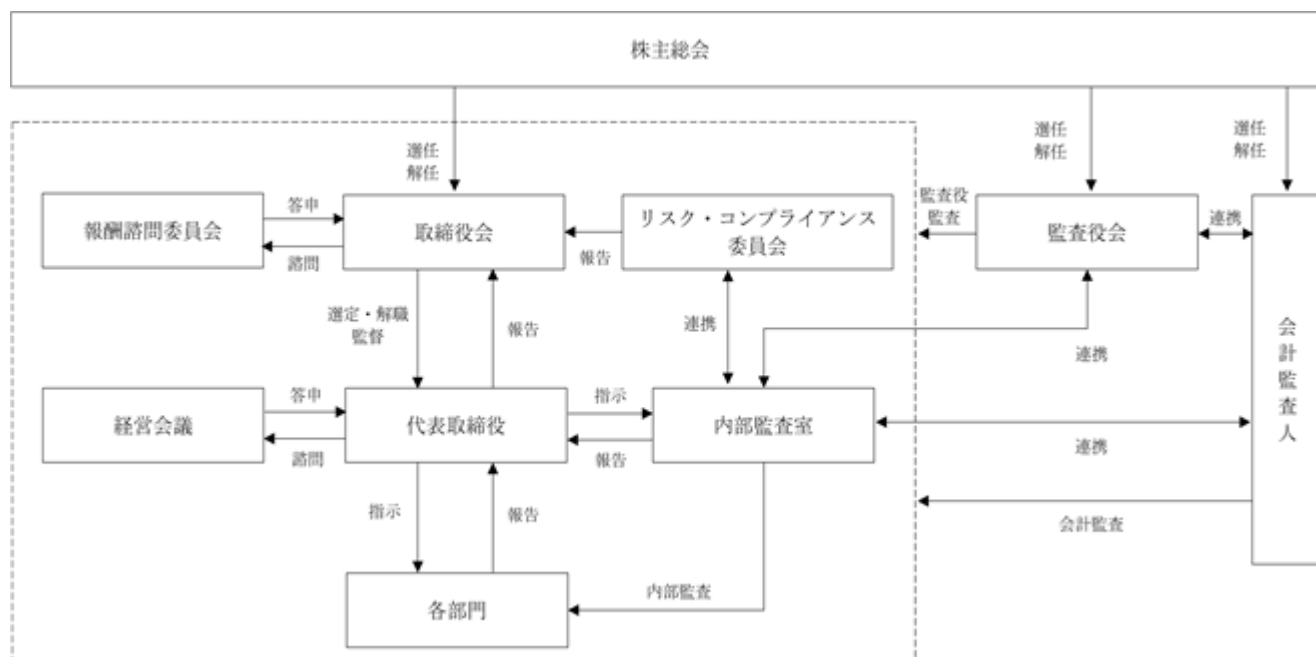 株主総会
選任
解任
選任
解任
選任
解任
報酬諮問委員会
答申
諮問
取締役会
報告
リスク・コンプライアンス
委員会
監査役
監査
監査役会
連携
会計監査人
選定・解職
監督
報告
連携
連携
経営会議
答申
諮問
代表取締役
指示
報告
内部監査室
連携
指示
報告
会計監査
各部門
内部監査